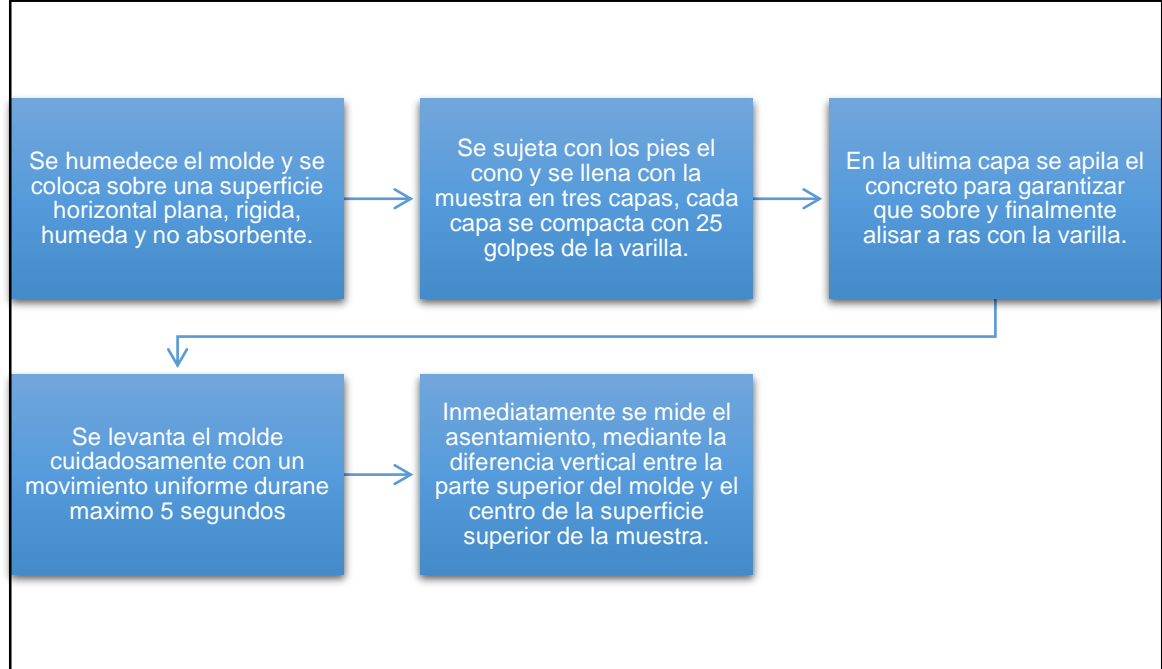 Se humedece el molde y se
coloca sobre una superficie
horizontal plana, rigida,
humeda y no absorbente.
Se sujeta con los pies el
cono y se llena con la
muestra en tres capas, cada
capa se compacta con 25
golpes de la varilla.
En la ultima capa se apila el
concreto para garantizar
que sobre y finalmente
alisar a ras con la varilla.
Se levanta el molde
cuidadosamente con un
movimiento uniforme durane
maximo 5 segundos
Inmediatamente se mide el
asentamiento, mediante la
diferencia vertical entre la
parte superior del molde y el
centro de la superficie
superior de la muestra.